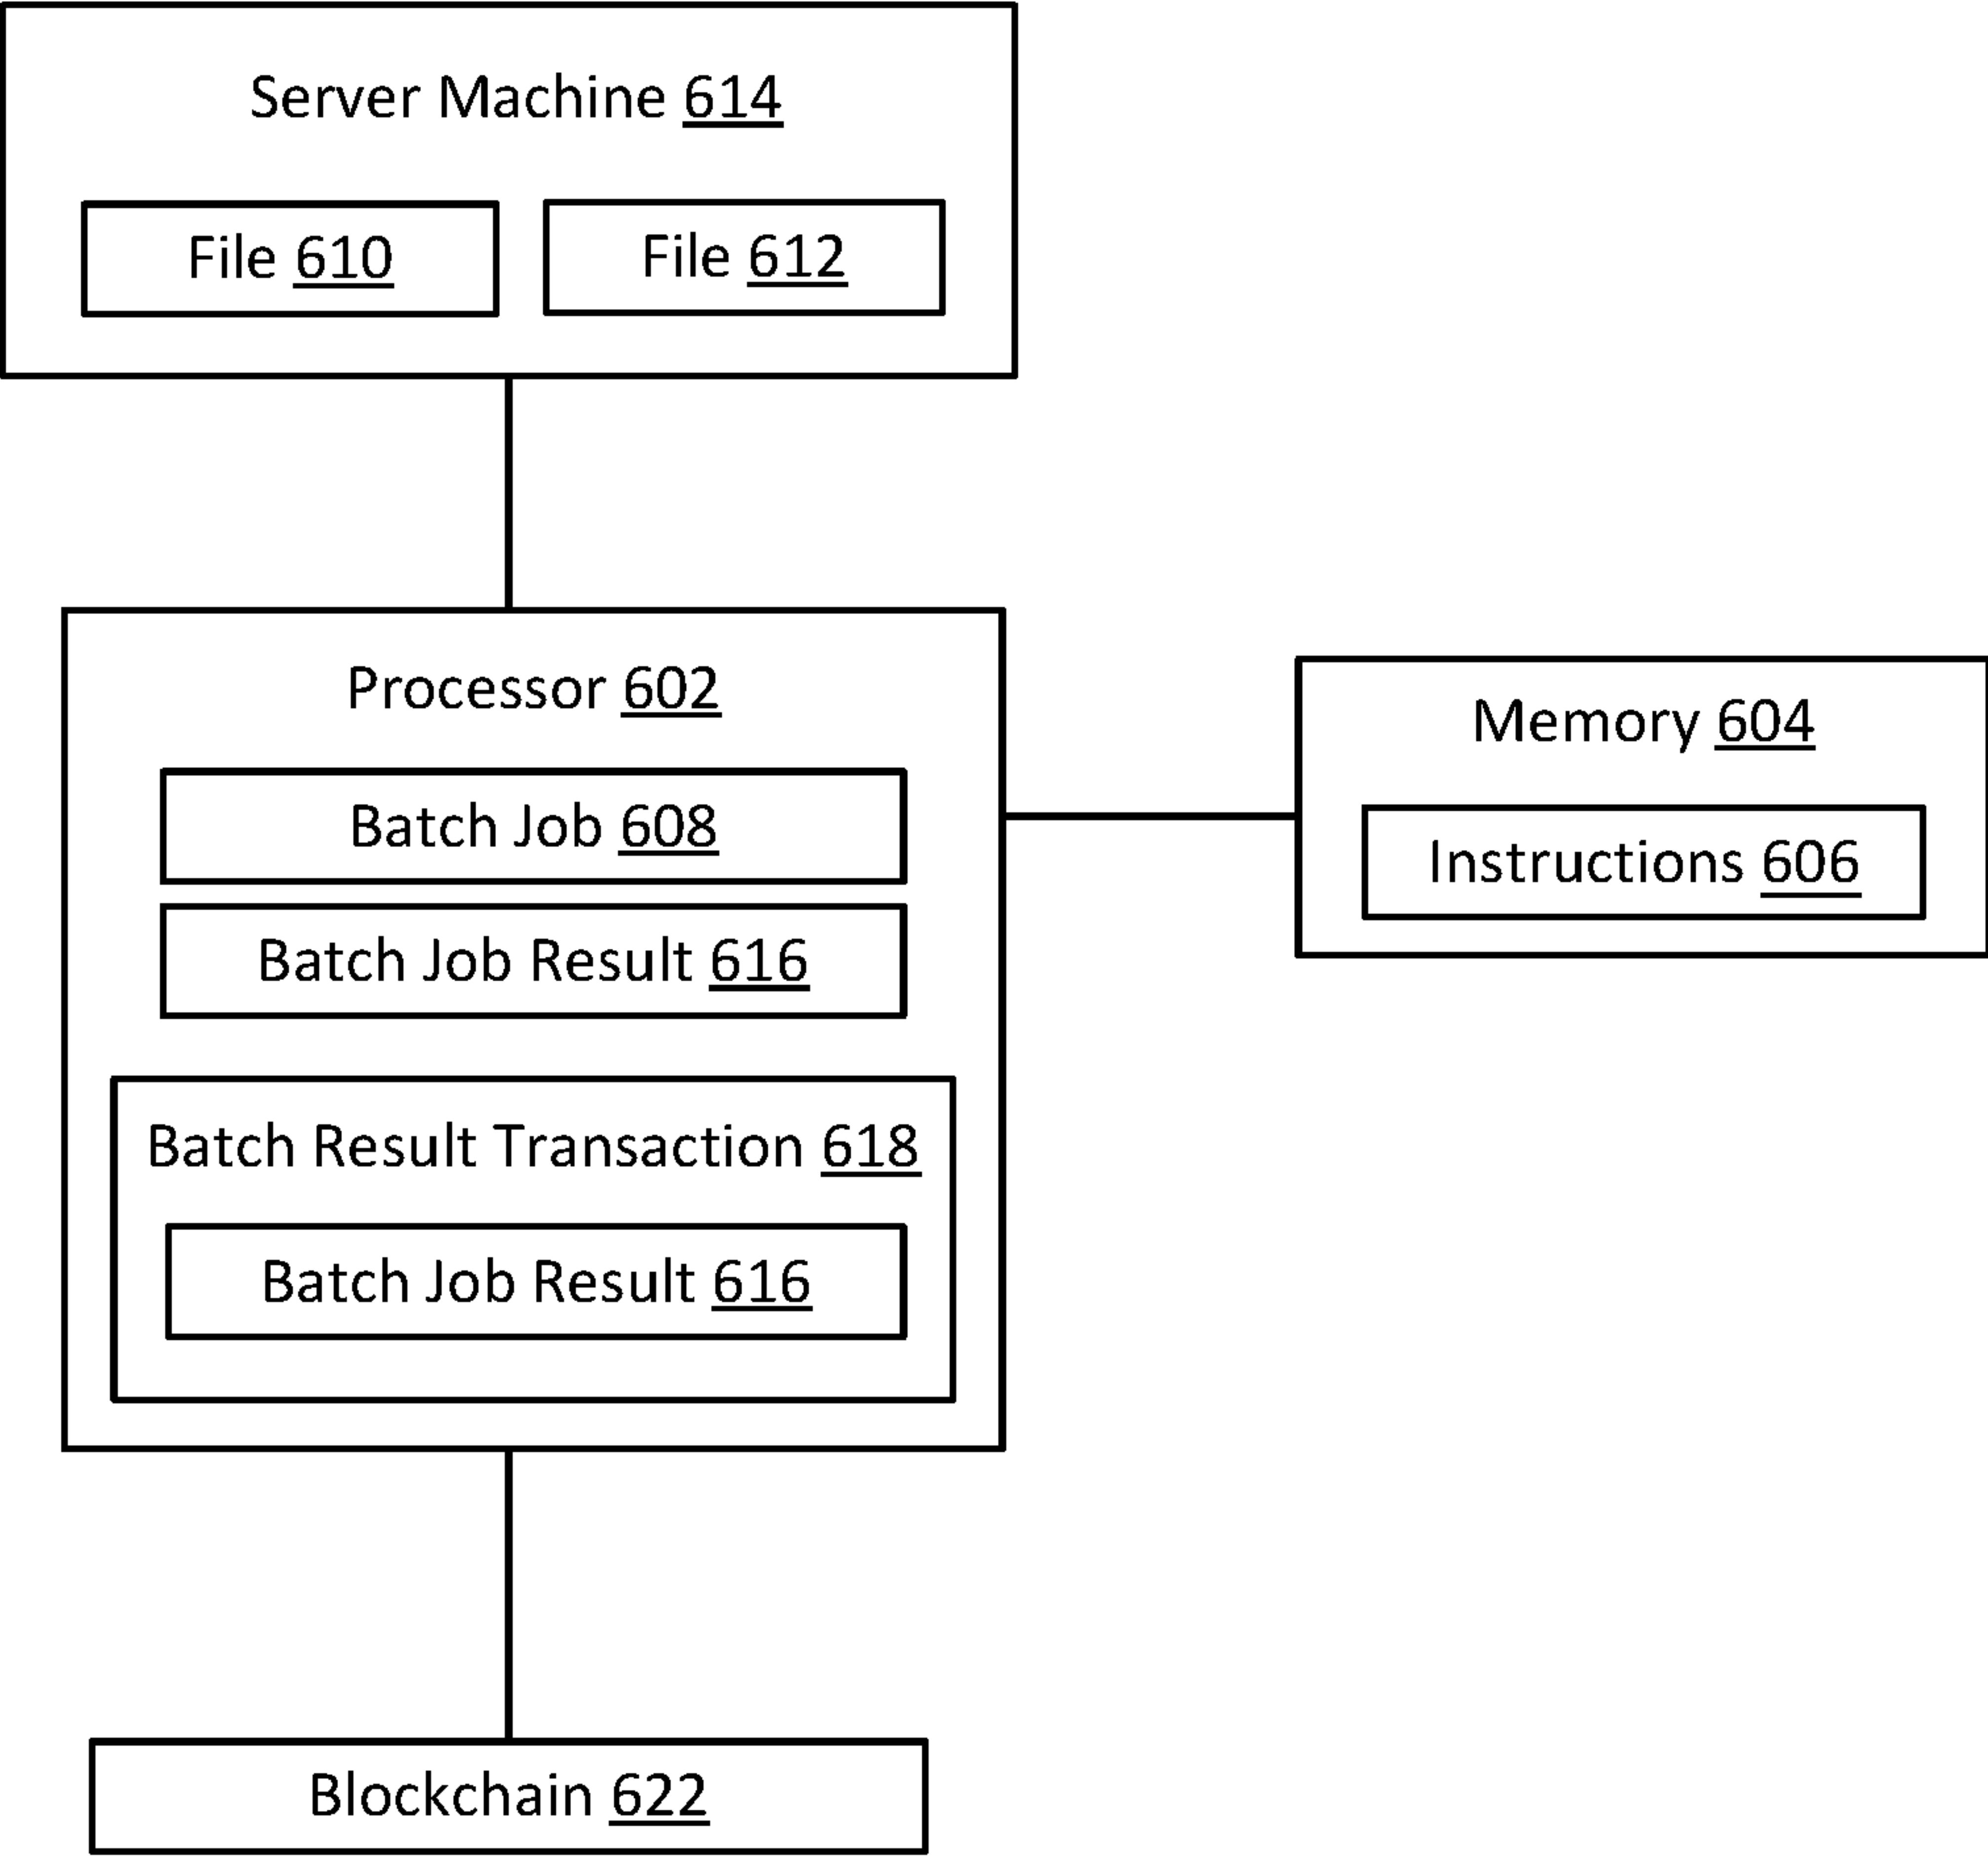 Server Machine 614
File 610
File 612
Processor 602
Batch Job 608
Batch Job Result 616
Batch Result Transaction 618
Batch Job Result 616
Memory 604
Instructions 606
Blockchain 622